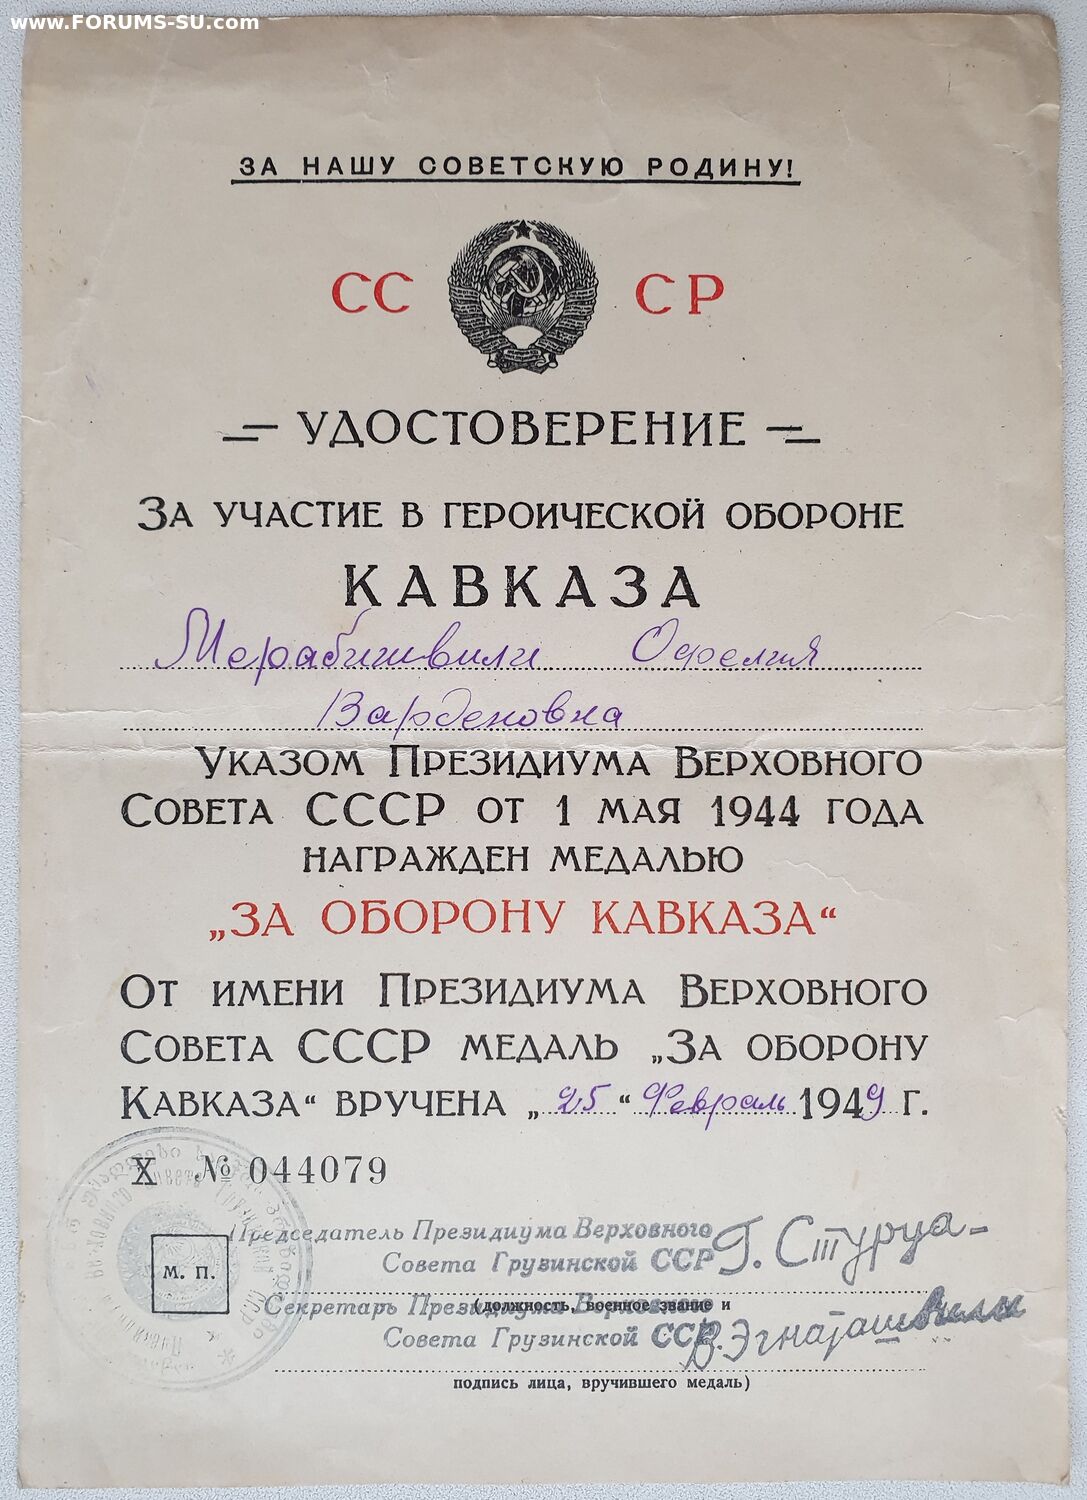 www.FORUMS-SU.com
ЗА НАШУ СОВЕТСКУЮ РОДИНУ!
СС СР
УДОСТОВЕРЕНИЕ
ЗА УЧАСТИЕ В ГЕРОИЧЕСКОЙ ОБОРОНЕ
КАВКАЗА
Мерабишвили Офелия
Варденовна
УКАЗОМ ПРЕЗИДИУМА ВЕРХОВНОГО
СОВЕТА СССР ОТ 1 МАЯ 1944 ГОДА
НАГРАЖДЕН МЕДАЛЬЮ
„ЗА ОБОРОНУ КАВКАЗА“
ОТ ИМЕНИ ПРЕЗИДИУМА ВЕРХОВНОГО
СОВЕТА СССР МЕДАЛЬ „ЗА ОБОРОНУ
КАВКАЗА“ ВРУЧЕНА „25“ Февраль 1949 Г.
X № 044079
Председатель Президиума Верховного
Совета Грузинской ССР Г. Стуруа
М. П.
(должность, военное звание и
Секретарь Президиума Верховного
Совета Грузинской ССР В. Эгнаташвили
подпись лица, вручившего медаль)